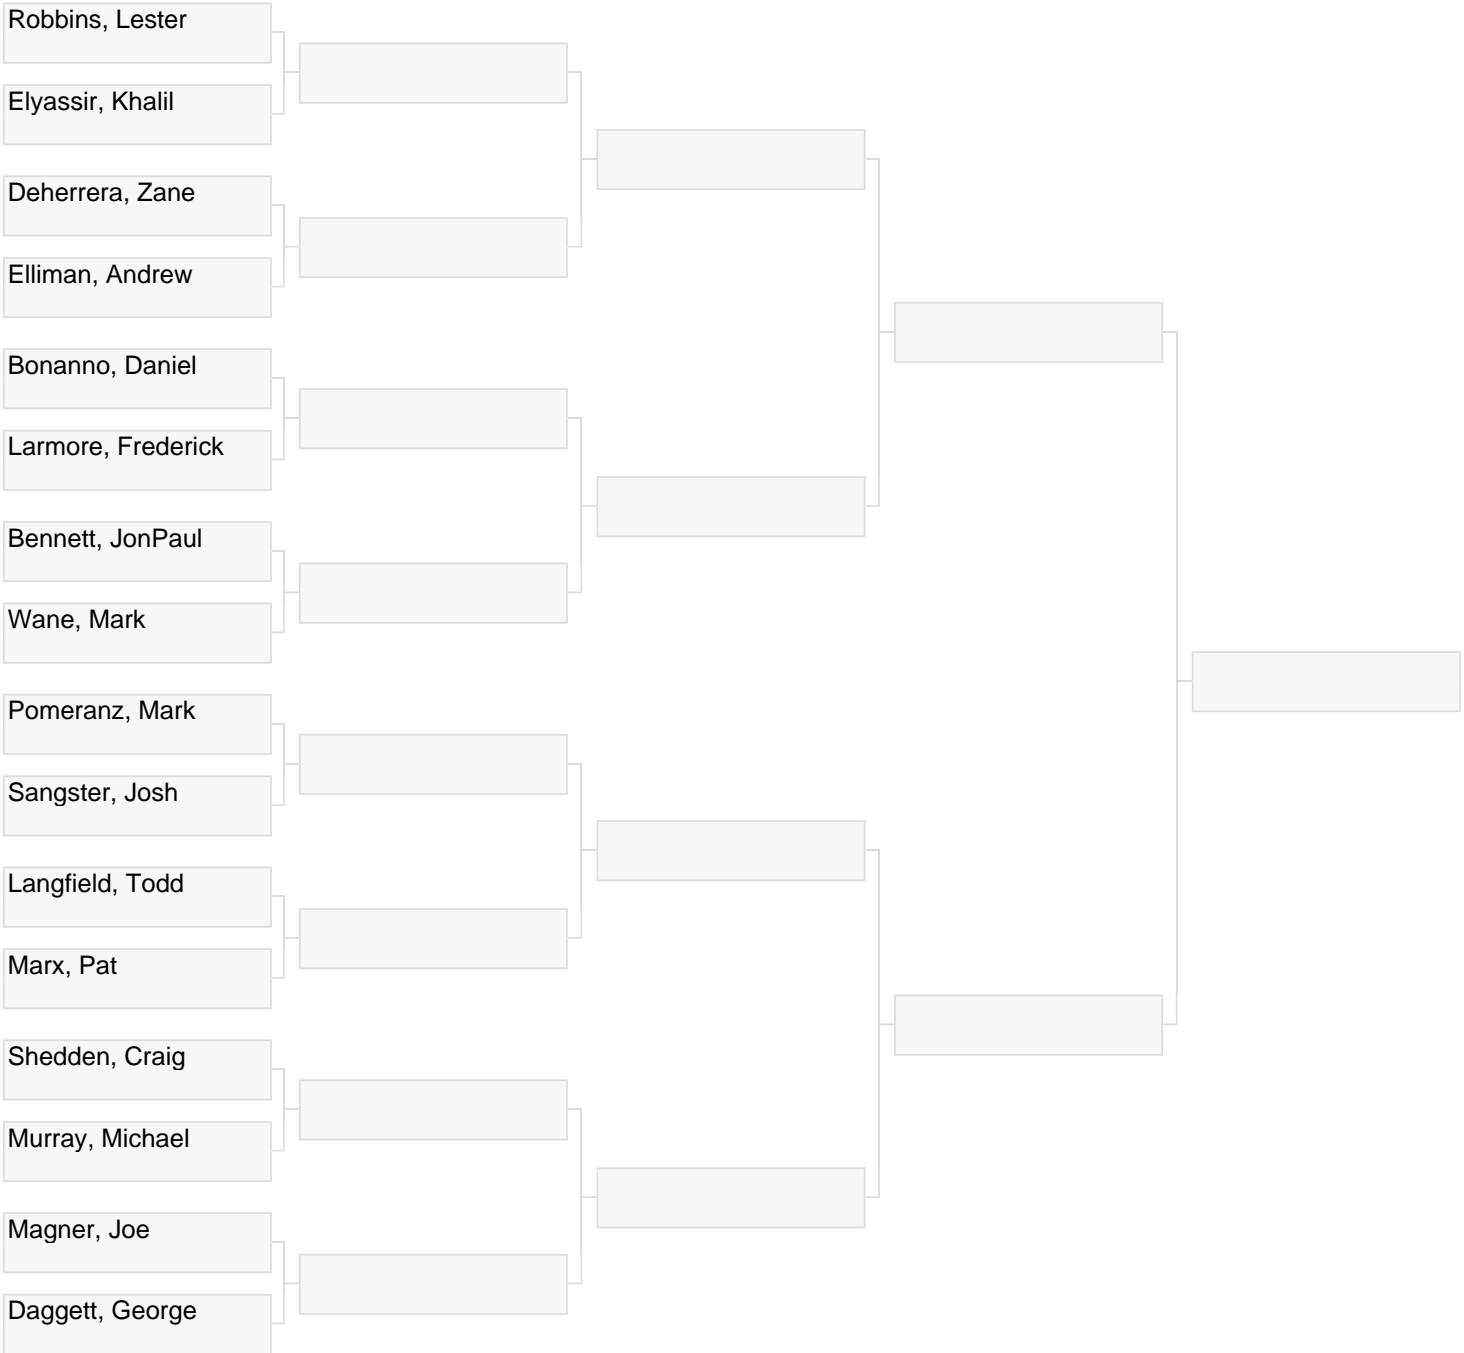 Robbins, Lester
Elyassir, Khalil
Deherrera, Zane
Elliman, Andrew
Bonanno, Daniel
Larmore, Frederick
Bennett, JonPaul
Wane, Mark
Pomeranz, Mark
Sangster, Josh
Langfield, Todd
Marx, Pat
Shedden, Craig
Murray, Michael
Magner, Joe
Daggett, George